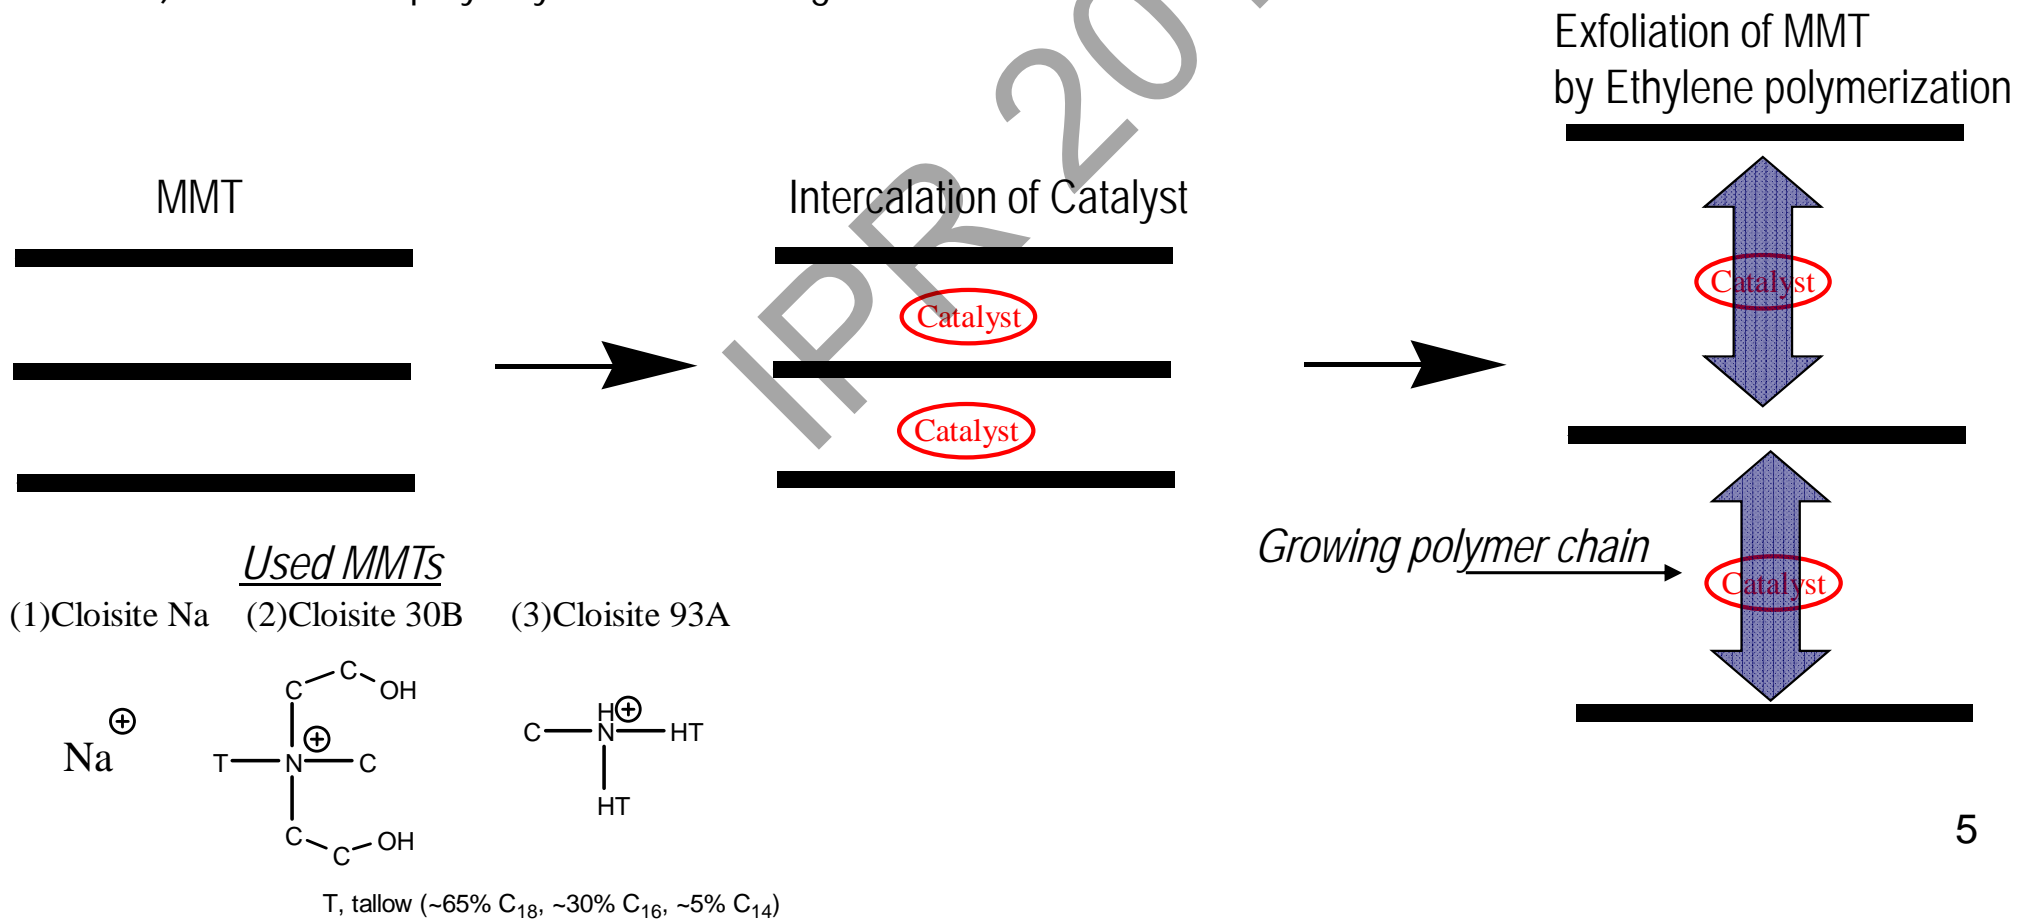 Exfoliation of MMT
by Ethylene polymerization
MMT
Intercalation of Catalyst
Catalyst
Catalyst
Catalyst
Growing polymer chain
Catalyst
Used MMTs
(1)Cloisite Na (2)Cloisite 30B (3)Cloisite 93A
Na ⊕
C C OH
T N ⊕ C
C C OH
H ⊕
C N HT
HT
T, tallow (~65% C18, ~30% C16, ~5% C14)
5
IPR 20